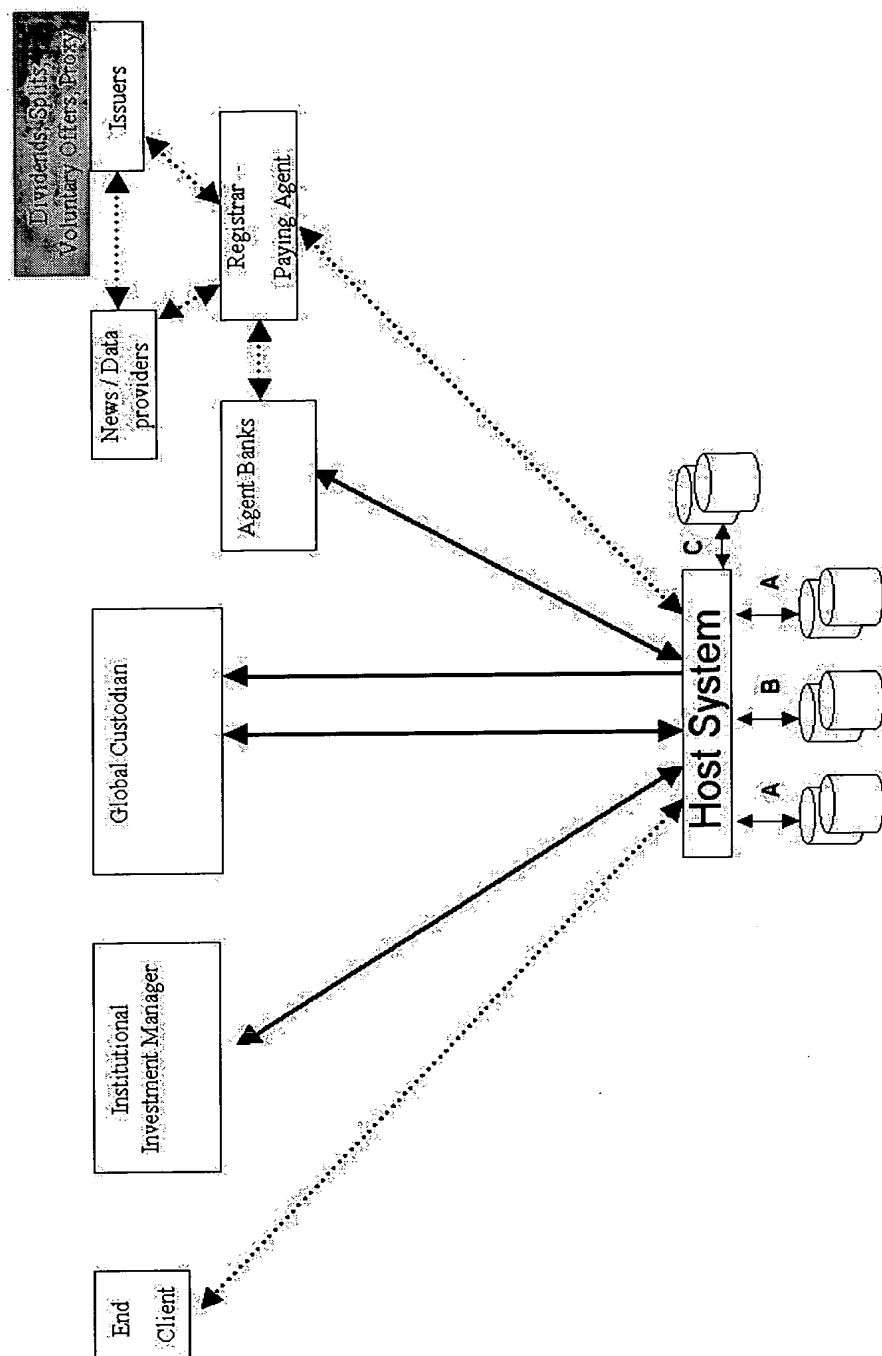 Dividends, Splits,
Voluntary Offers, Proxy
Issuers
News / Data
providers
Registrar -
Paying Agent
Agent Banks
Global Custodian
Institutional
Investment Manager
End
Client
Host System
C
A
B
A